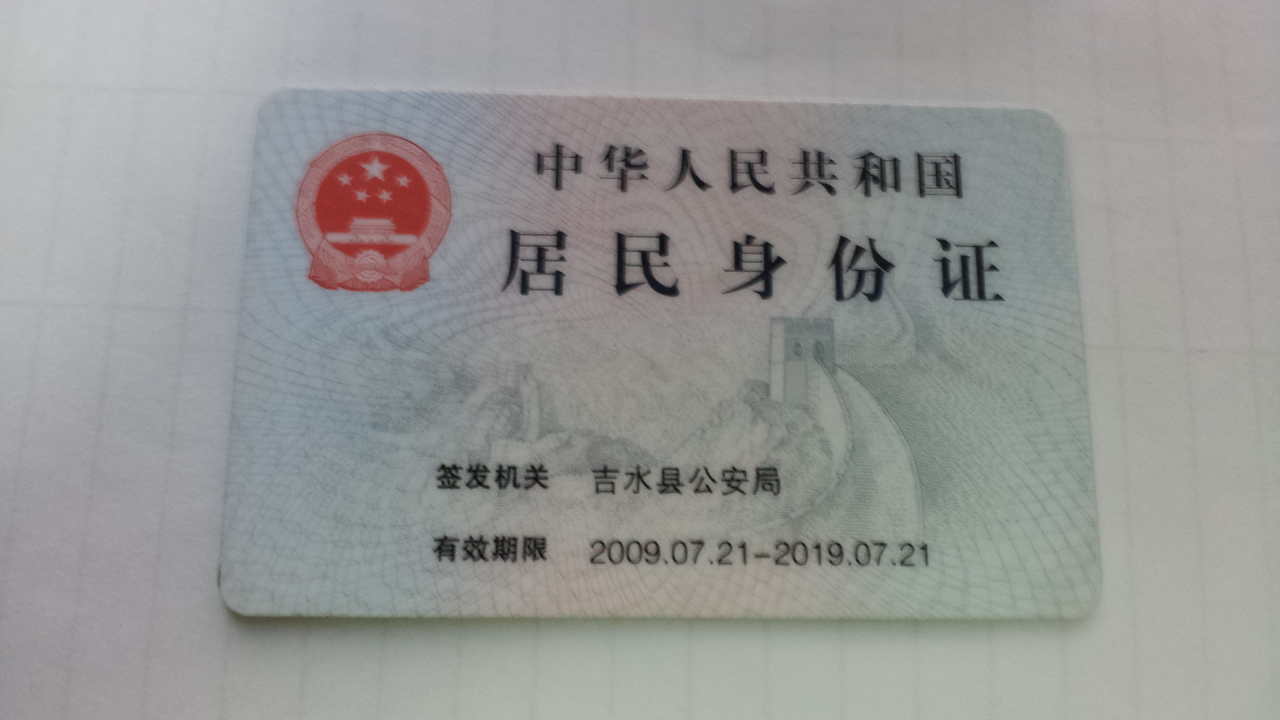 中华人民共和国
居民身份证
签发机关 吉水县公安局
有效期限 2009.07.21-2019.07.21